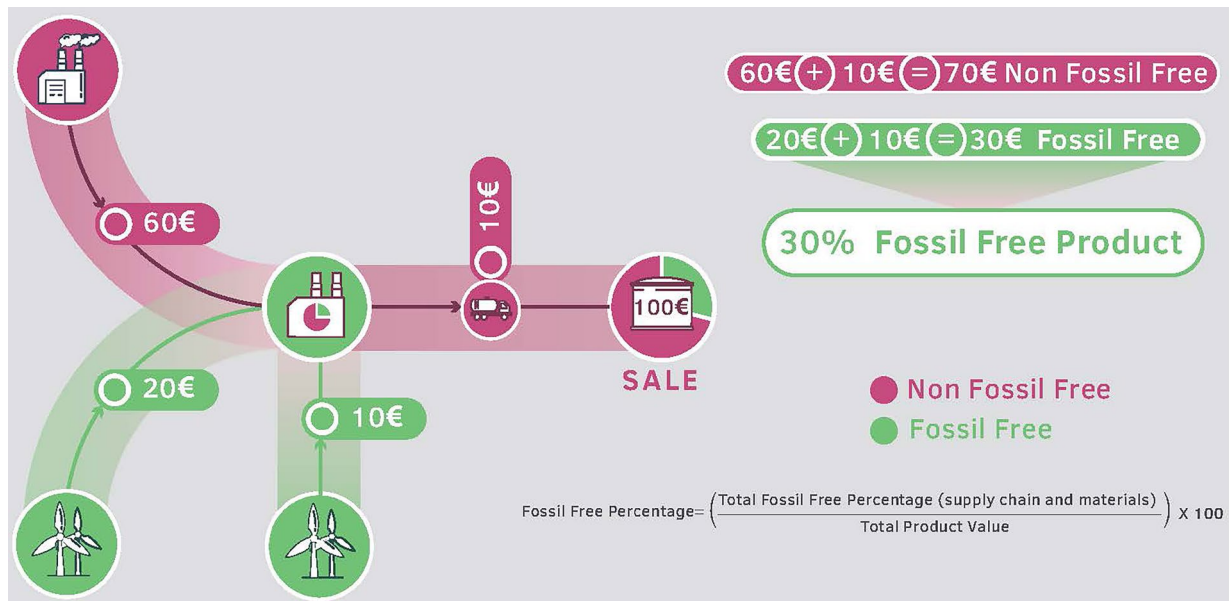 60€ + 10€ = 70€ Non Fossil Free
20€ + 10€ = 30€ Fossil Free
30% Fossil Free Product
60€
10€
100€
SALE
20€
10€
Non Fossil Free
Fossil Free
Fossil Free Percentage= (Total Fossil Free Percentage (supply chain and materials)
Total Product Value) X 100